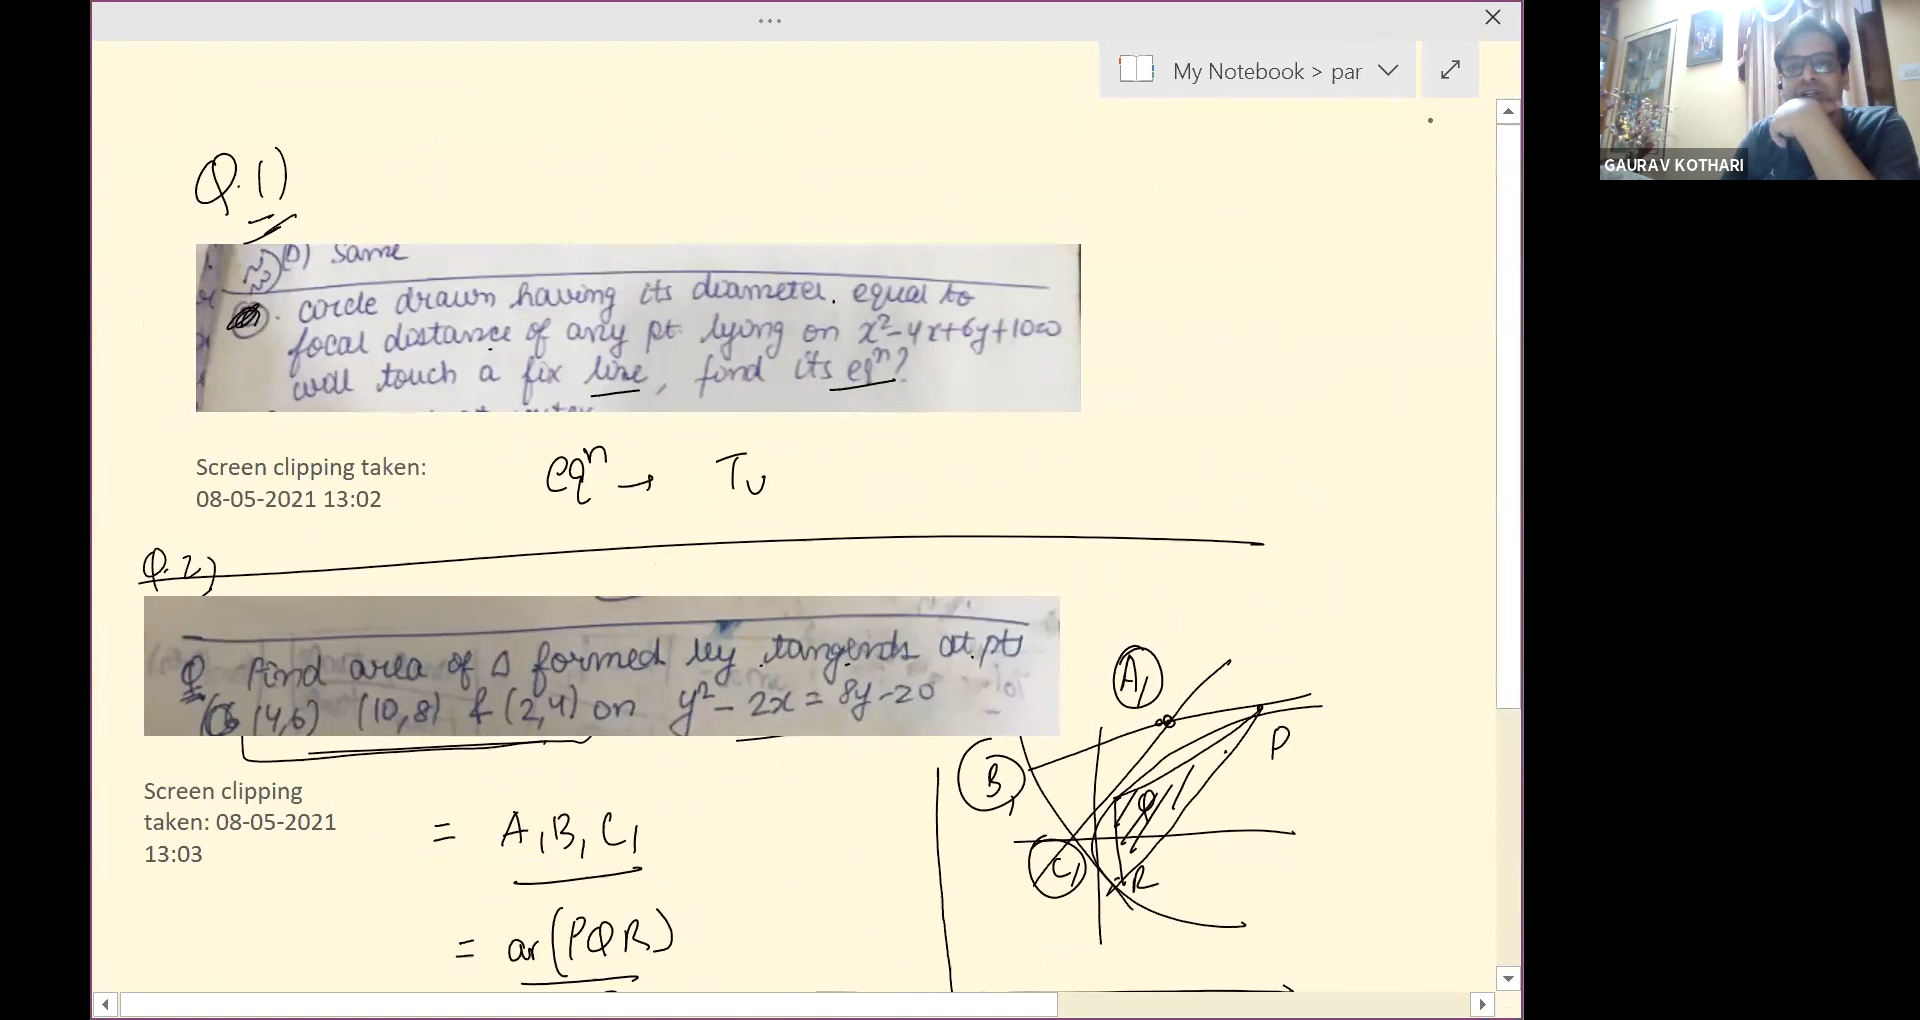 ...
My Notebook > par
GAURAV KOTHARI
Q.1)
(D) Same
circle drawn having its diameter. equal to
focal distance of any pt lying on x²-4x+6y+10=0
will touch a fix line, find its eqⁿ?
Screen clipping taken:
08-05-2021 13:02
eqⁿ → Tᵥ
Q.2)
Q find area of Δ formed by tangents at pts
(4,6) (10,8) & (2,4) on y²-2x=8y-20
A₁
B₁
P
Q
C₁
R
Screen clipping
taken: 08-05-2021
13:03
= A₁B₁C₁
= ar(PQR)